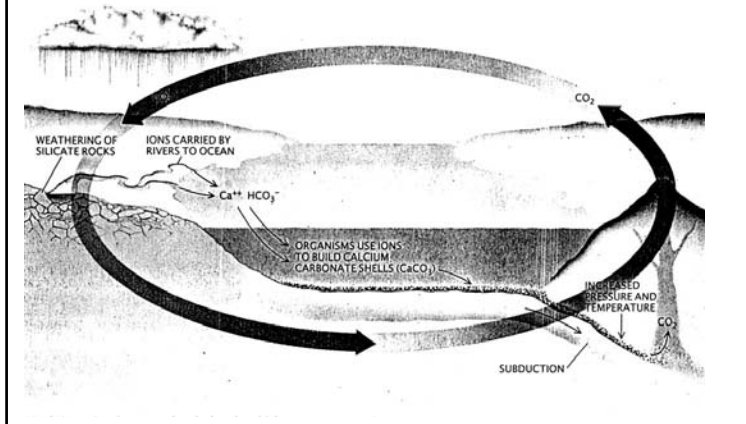 CO₂
WEATHERING OF
SILICATE ROCKS
IONS CARRIED BY
RIVERS TO OCEAN
Ca⁺⁺ HCO₃⁻
ORGANISMS USE IONS
TO BUILD CALCIUM
CARBONATE SHELLS (CaCO₃)
INCREASED
PRESSURE AND
TEMPERATURE
CO₂
SUBDUCTION